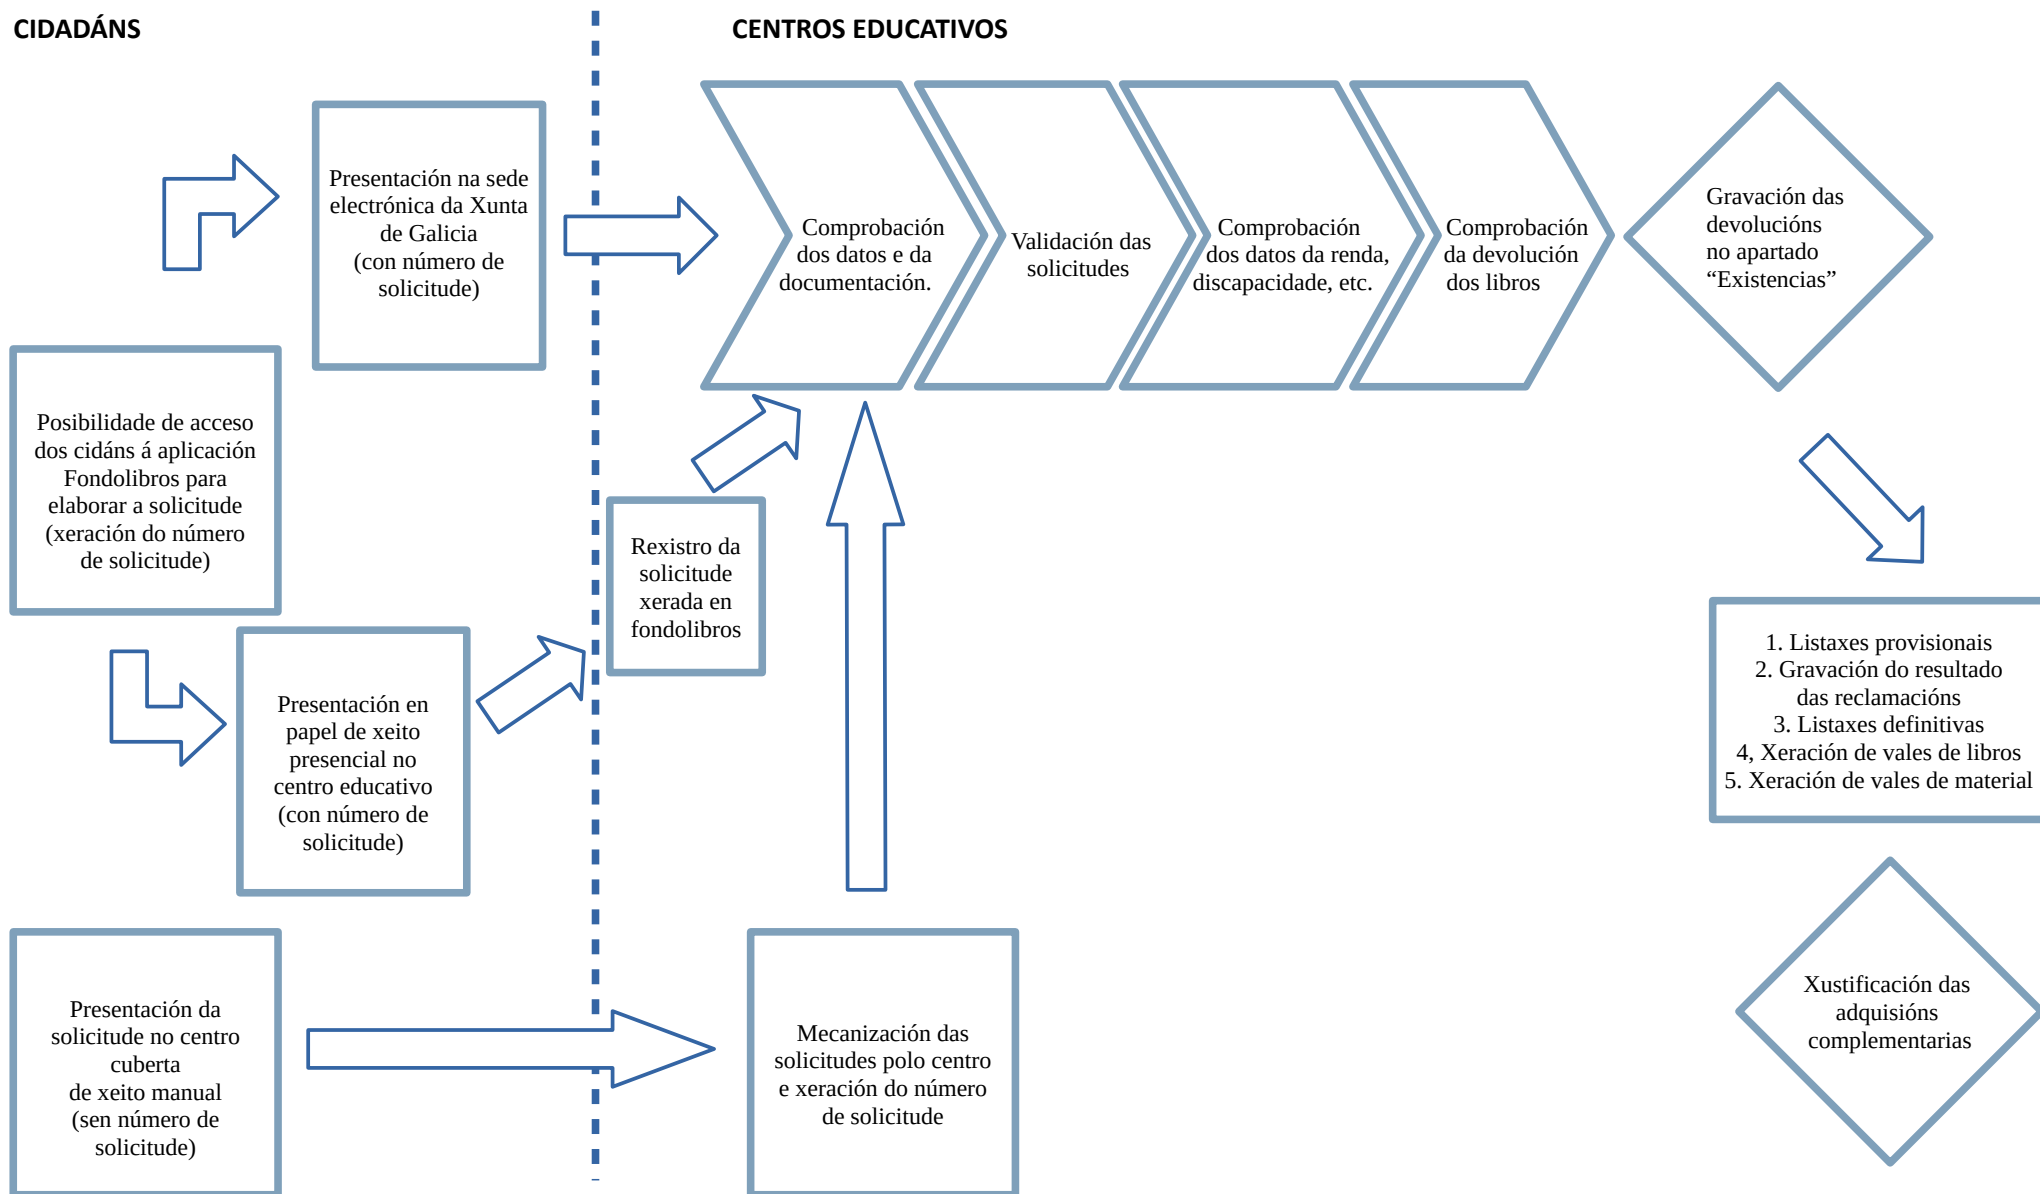 CIDADÁNS
CENTROS EDUCATIVOS
Presentación na sede
electrónica da Xunta
de Galicia
(con número de
solicitude)
Comprobación
dos datos e da
documentación.
Validación das
solicitudes
Comprobación
dos datos da renda,
discapacidade, etc.
Comprobación
da devolución
dos libros
Gravación das
devolucións
no apartado
“Existencias”
Posibilidade de acceso
dos cidáns á aplicación
Fondolibros para
elaborar a solicitude
(xeración do número
de solicitude)
Rexistro da
solicitude
xerada en
fondolibros
Presentación en
papel de xeito
presencial no
centro educativo
(con número de
solicitude)
1. Listaxes provisionais
2. Gravación do resultado
das reclamacións
3. Listaxes definitivas
4, Xeración de vales de libros
5. Xeración de vales de material
Presentación da
solicitude no centro
cuberta
de xeito manual
(sen número de
solicitude)
Mecanización das
solicitudes polo centro
e xeración do número
de solicitude
Xustificación das
adquisións
complementarias